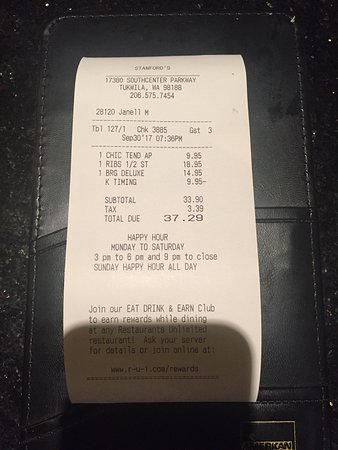 STANFORD'S
17380 SOUTHCENTER PARKWAY
TUKWILA, WA 98188
206.575.7454
28120 Janell M
Tbl 127/1 Chk 3885 Gst 3
Sep30'17 07:36PM
1 CHIC TEND AP 9.95
1 RIBS 1/2 ST 18.95
1 BRG DELUXE 14.95
K TIMING 9.95-
SUBTOTAL 33.90
TAX 3.39
TOTAL DUE 37.29
HAPPY HOUR
MONDAY TO SATURDAY
3 pm to 6 pm and 9 pm to close
SUNDAY HAPPY HOUR ALL DAY
Join our EAT DRINK & EARN Club
to earn rewards while dining
at any Restaurants Unlimited
restaurant! Ask your server
for details or join online at:
www.r-u-i.com/rewards
AMERICAN